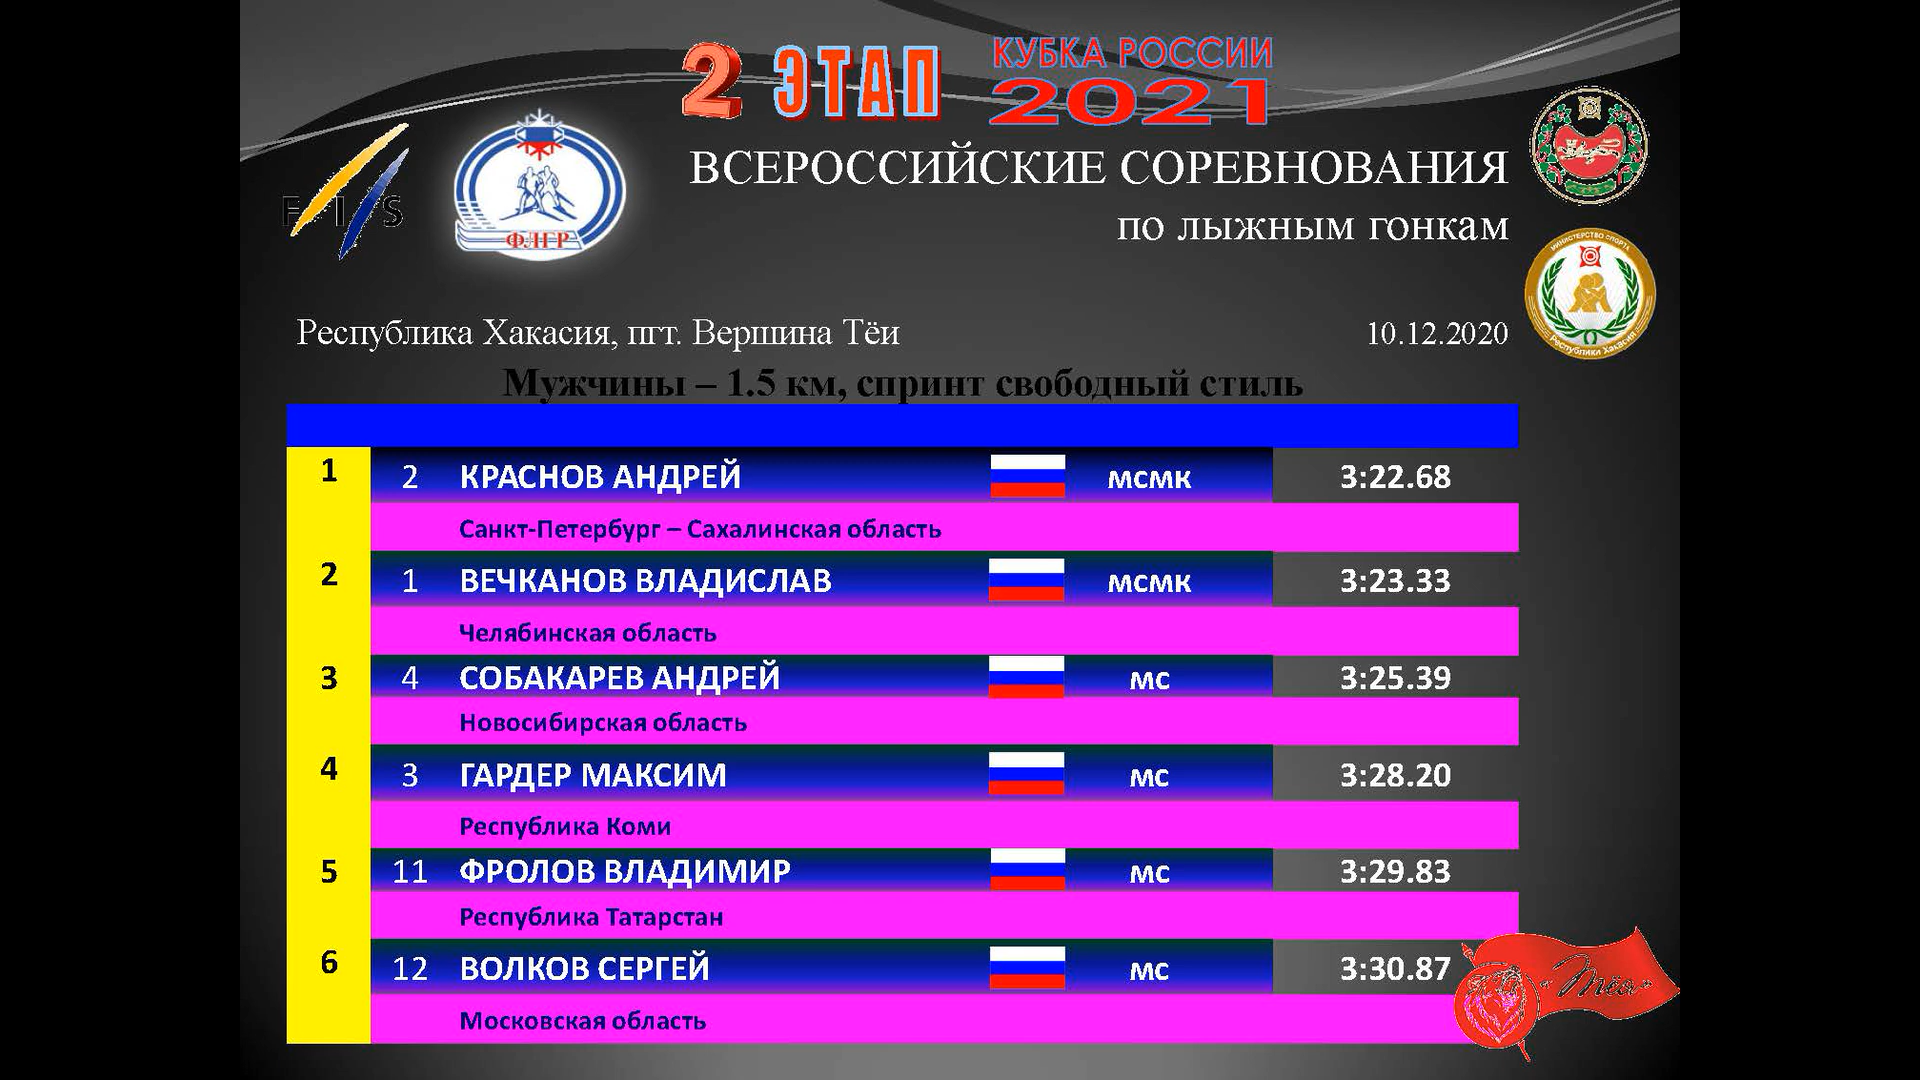 2 ЭТАП КУБКА РОССИИ
2021
ВСЕРОССИЙСКИЕ СОРЕВНОВАНИЯ
по лыжным гонкам
FIS
ФЛГР
МИНИСТЕРСТВО СПОРТА
Республики Хакасия
Республика Хакасия, пгт. Вершина Тёи 10.12.2020
Мужчины – 1.5 км, спринт свободный стиль
1 2 КРАСНОВ АНДРЕЙ мсмк 3:22.68
Санкт-Петербург – Сахалинская область
2 1 ВЕЧКАНОВ ВЛАДИСЛАВ мсмк 3:23.33
Челябинская область
3 4 СОБАКАРЕВ АНДРЕЙ мс 3:25.39
Новосибирская область
4 3 ГАРДЕР МАКСИМ мс 3:28.20
Республика Коми
5 11 ФРОЛОВ ВЛАДИМИР мс 3:29.83
Республика Татарстан
6 12 ВОЛКОВ СЕРГЕЙ мс 3:30.87
Московская область
«Тёя»